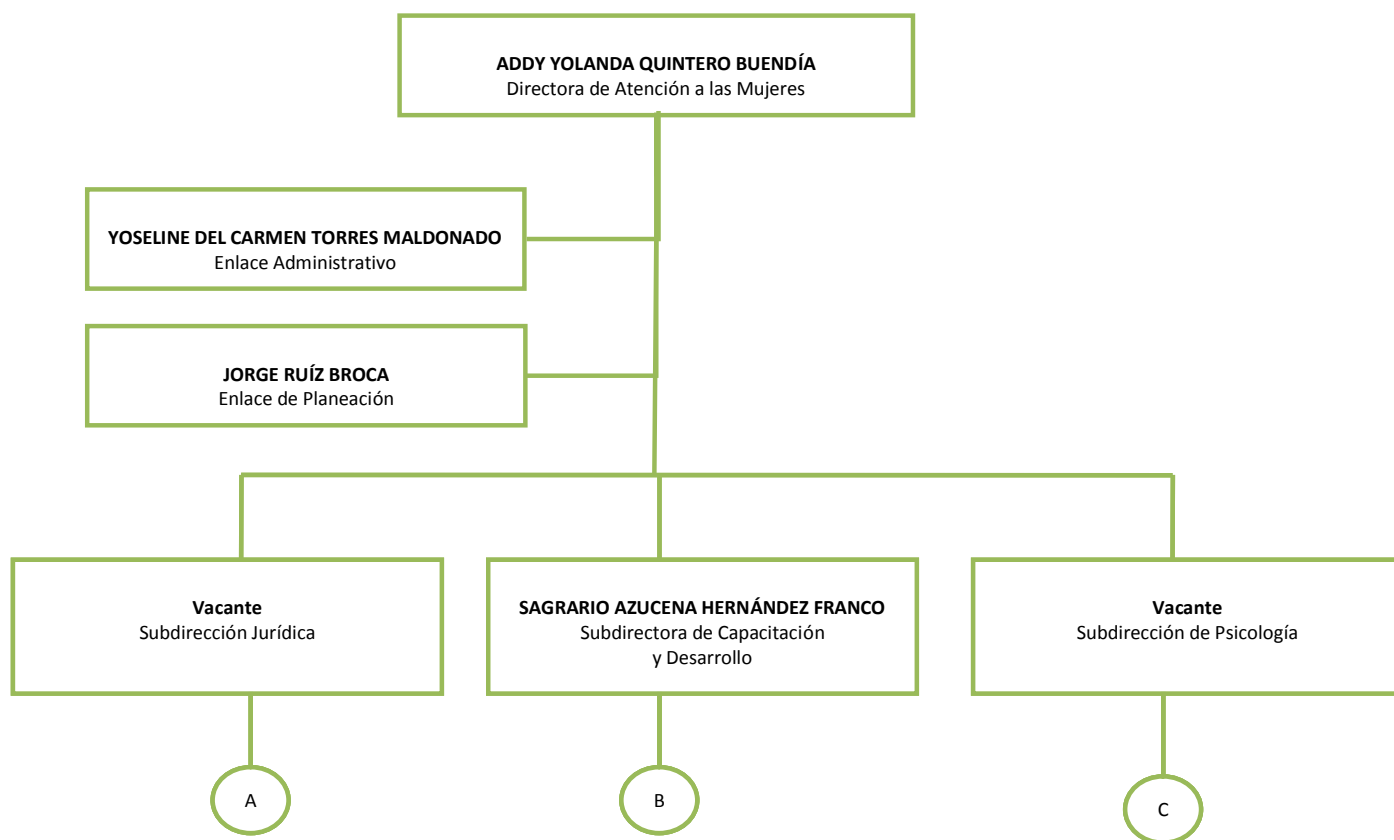 ADDY YOLANDA QUINTERO BUENDÍA
Directora de Atención a las Mujeres
YOSELINE DEL CARMEN TORRES MALDONADO
Enlace Administrativo
JORGE RUÍZ BROCA
Enlace de Planeación
Vacante
Subdirección Jurídica
SAGRARIO AZUCENA HERNÁNDEZ FRANCO
Subdirectora de Capacitación
y Desarrollo
Vacante
Subdirección de Psicología
A
B
C